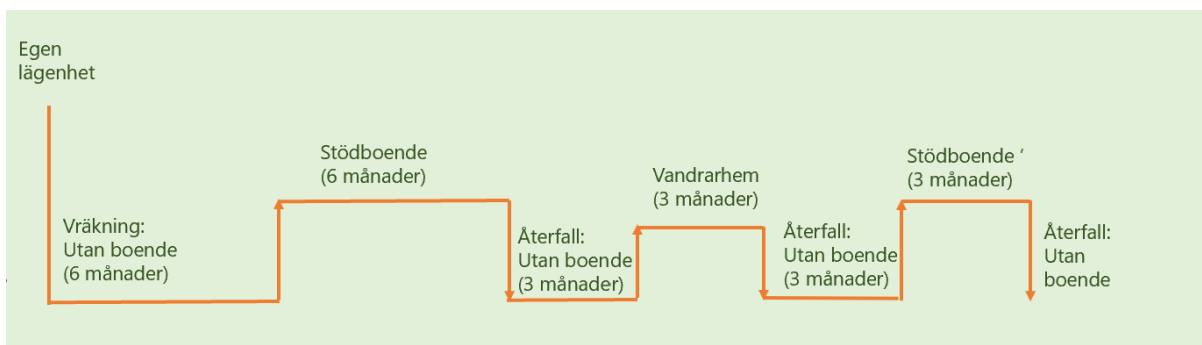 Egen
lägenhet
Vräkning:
Utan boende
(6 månader)
Stödboende
(6 månader)
Återfall:
Utan boende
(3 månader)
Vandrarhem
(3 månader)
Återfall:
Utan boende
(3 månader)
Stödboende ‘
(3 månader)
Återfall:
Utan
boende